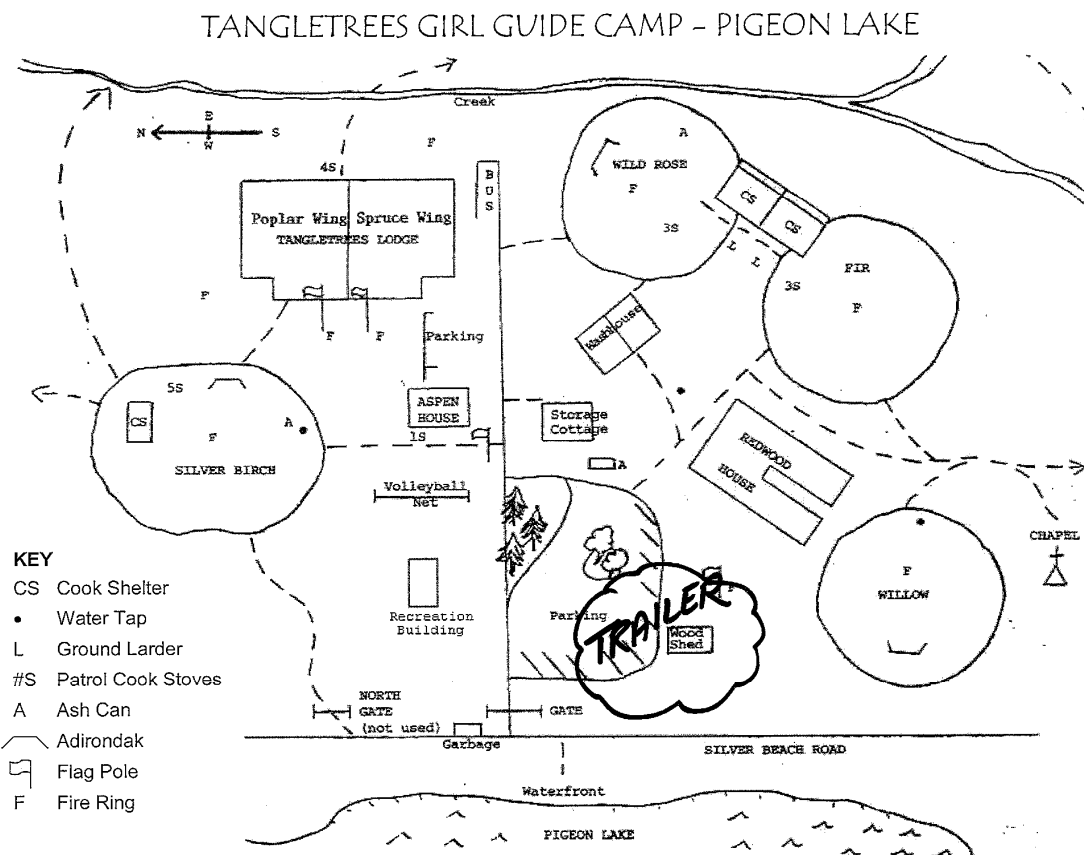 TANGLETREES GIRL GUIDE CAMP – PIGEON LAKE
Creek
E
N S
W
F
4S
BUS
Poplar Wing Spruce Wing
TANGLETREES LODGE
F
F F
Parking
A
WILD ROSE
F
3S
CS
CS
L
L
FIR
3S
F
Washhouse
5S
CS
A
F
SILVER BIRCH
ASPEN
HOUSE
1S
Storage
Cottage
A
Volleyball
Net
REDWOOD
HOUSE
CHAPEL
F
WILLOW
Recreation
Building
Parking
TRAILER
Wood
Shed
NORTH
GATE
(not used)
GATE
Garbage
SILVER BEACH ROAD
Waterfront
PIGEON LAKE
KEY
CS Cook Shelter
• Water Tap
L Ground Larder
#S Patrol Cook Stoves
A Ash Can
Adirondak
Flag Pole
F Fire Ring